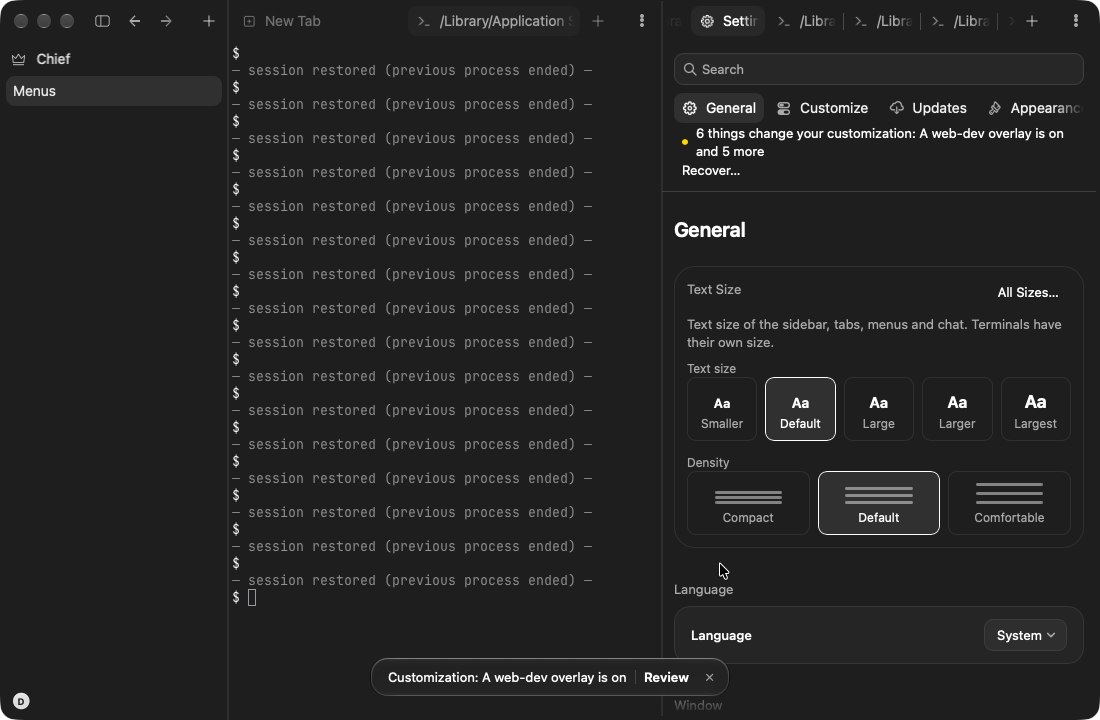 Chief
Menus
New Tab
/Library/Application
$
— session restored (previous process ended) —
$
— session restored (previous process ended) —
$
— session restored (previous process ended) —
$
— session restored (previous process ended) —
$
— session restored (previous process ended) —
$
— session restored (previous process ended) —
$
— session restored (previous process ended) —
$
— session restored (previous process ended) —
$
— session restored (previous process ended) —
$
— session restored (previous process ended) —
$
— session restored (previous process ended) —
$
— session restored (previous process ended) —
$
— session restored (previous process ended) —
$
— session restored (previous process ended) —
$
— session restored (previous process ended) —
$
— session restored (previous process ended) —
$
Settin
/Libra
/Libra
/Libra
Search
General
Customize
Updates
Appearanc
6 things change your customization: A web-dev overlay is on
and 5 more
Recover...
General
Text Size
All Sizes...
Text size of the sidebar, tabs, menus and chat. Terminals have
their own size.
Text size
Aa Aa Aa Aa Aa
Smaller Default Large Larger Largest
Density
Compact Default Comfortable
Language
Language
System
Customization: A web-dev overlay is on
Review
Window
D